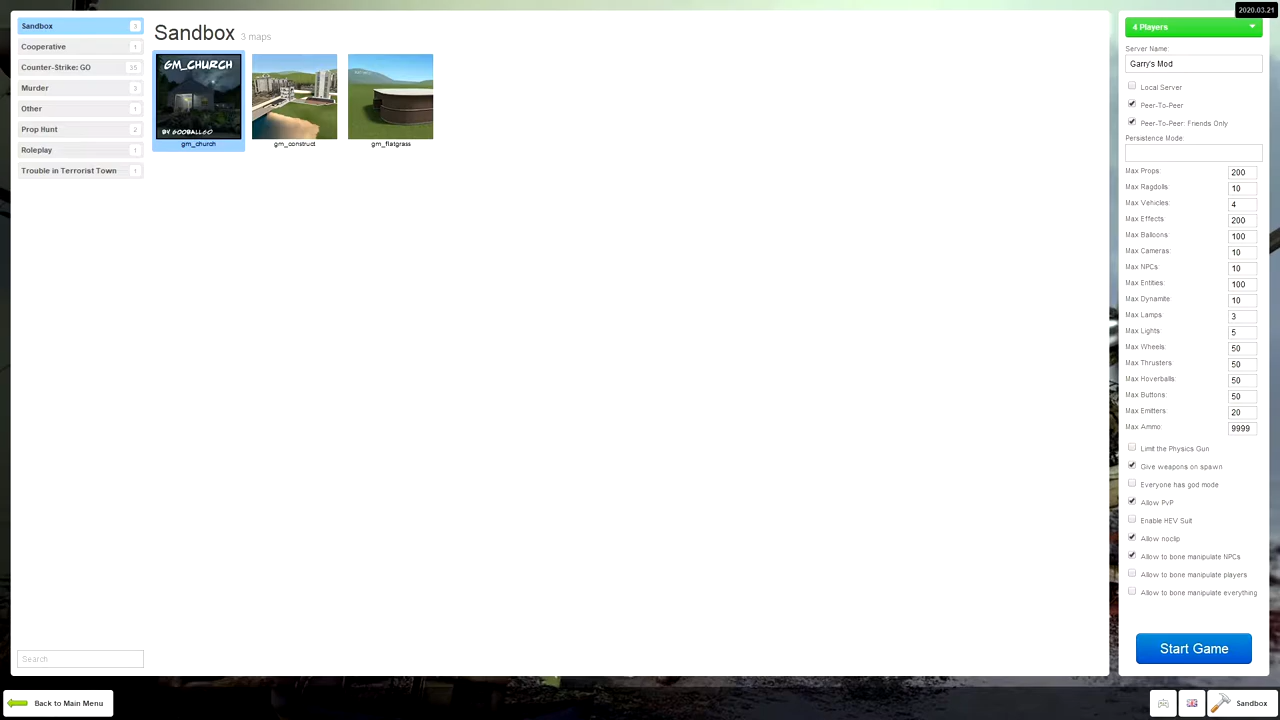 2020.03.21
Sandbox 3
Cooperative 1
Counter-Strike: GO 35
Murder 3
Other 1
Prop Hunt 2
Roleplay 1
Trouble in Terrorist Town 1
Search
Sandbox 3 maps
GM_CHURCH
BY GOOBALLGO
gm_church
gm_construct
gm_flatgrass
4 Players
Server Name:
Garry's Mod
Local Server
Peer-To-Peer
Peer-To-Peer: Friends Only
Persistence Mode:
Max Props: 200
Max Ragdolls: 10
Max Vehicles: 4
Max Effects: 200
Max Balloons: 100
Max Cameras: 10
Max NPCs: 10
Max Entities: 100
Max Dynamite: 10
Max Lamps: 3
Max Lights: 5
Max Wheels: 50
Max Thrusters: 50
Max Hoverballs: 50
Max Buttons: 50
Max Emitters: 20
Max Ammo: 9999
Limit the Physics Gun
Give weapons on spawn
Everyone has god mode
Allow PvP
Enable HEV Suit
Allow noclip
Allow to bone manipulate NPCs
Allow to bone manipulate players
Allow to bone manipulate everything
Start Game
Back to Main Menu
Sandbox